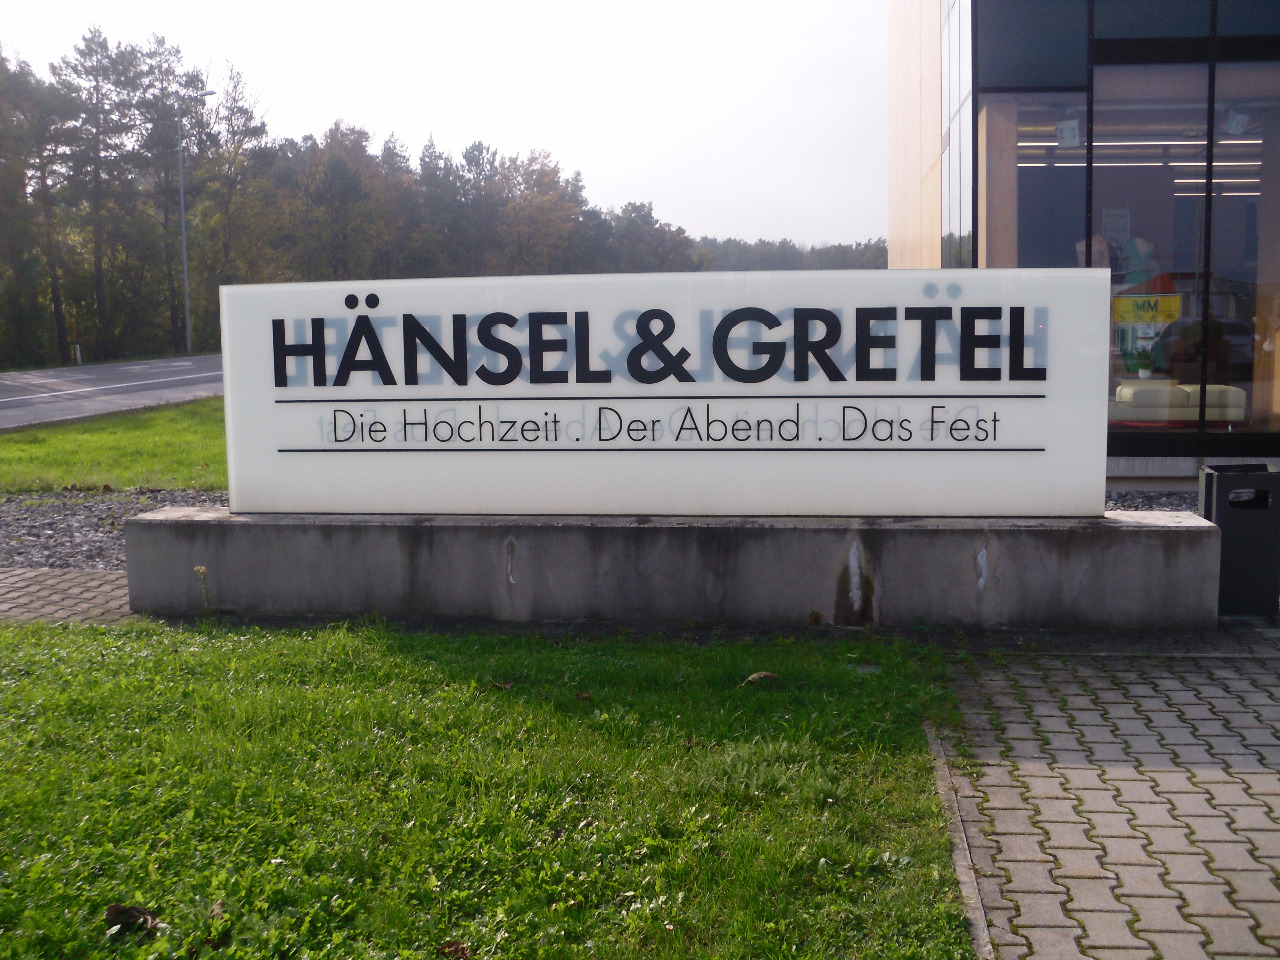 HÄNSEL & GRETEL
Die Hochzeit . Der Abend . Das Fest